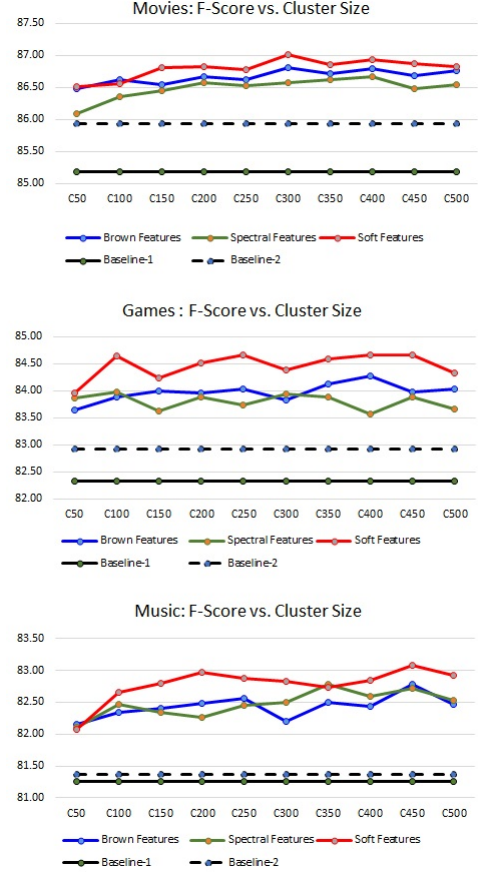 Movies: F-Score vs. Cluster Size
87.50
87.00
86.50
86.00
85.50
85.00
C50 C100 C150 C200 C250 C300 C350 C400 C450 C500
Brown Features Spectral Features Soft Features
Baseline-1 Baseline-2
Games : F-Score vs. Cluster Size
85.00
84.50
84.00
83.50
83.00
82.50
82.00
C50 C100 C150 C200 C250 C300 C350 C400 C450 C500
Brown Features Spectral Features Soft Features
Baseline-1 Baseline-2
Music: F-Score vs. Cluster Size
83.50
83.00
82.50
82.00
81.50
81.00
C50 C100 C150 C200 C250 C300 C350 C400 C450 C500
Brown Features Spectral Features Soft Features
Baseline-1 Baseline-2